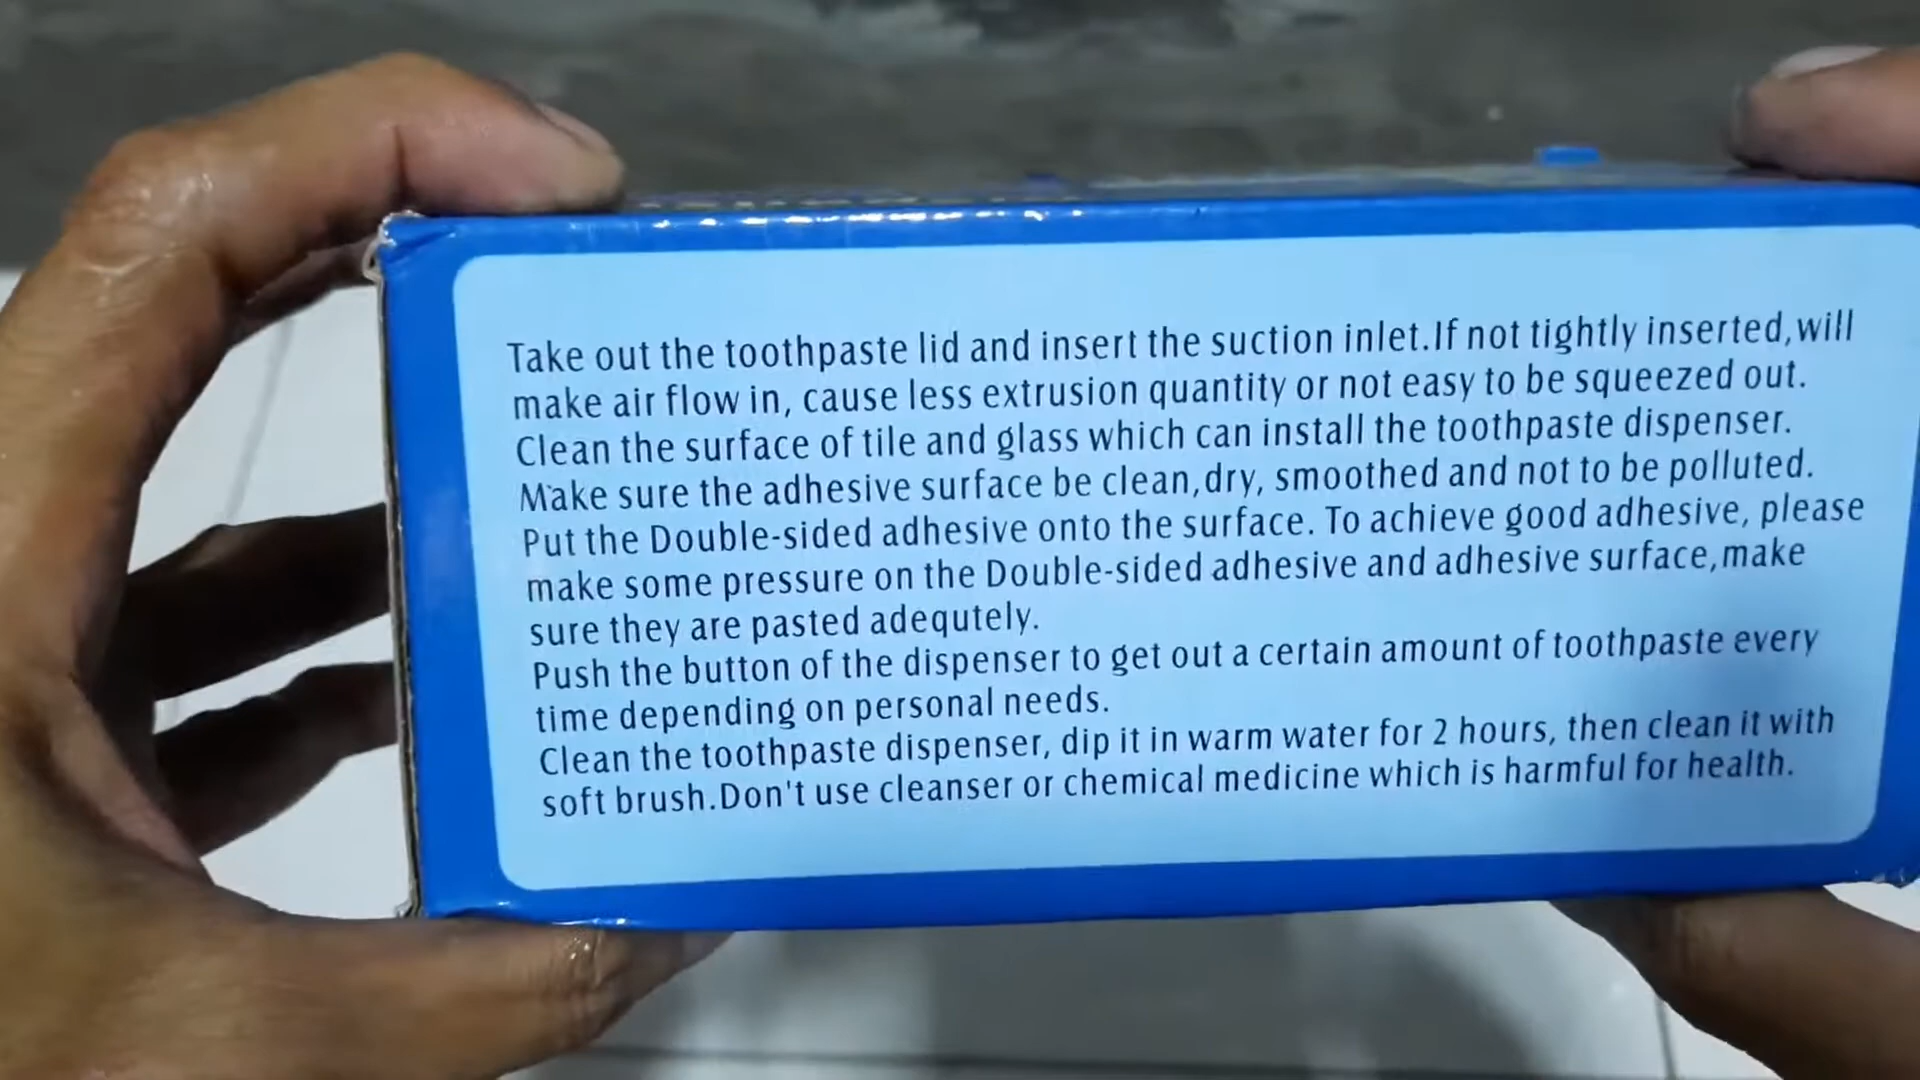 Take out the toothpaste lid and insert the suction inlet.If not tightly inserted,will
make air flow in, cause less extrusion quantity or not easy to be squeezed out.
Clean the surface of tile and glass which can install the toothpaste dispenser.
Make sure the adhesive surface be clean,dry, smoothed and not to be polluted.
Put the Double-sided adhesive onto the surface. To achieve good adhesive, please
make some pressure on the Double-sided adhesive and adhesive surface,make
sure they are pasted adequtely.
Push the button of the dispenser to get out a certain amount of toothpaste every
time depending on personal needs.
Clean the toothpaste dispenser, dip it in warm water for 2 hours, then clean it with
soft brush.Don't use cleanser or chemical medicine which is harmful for health.